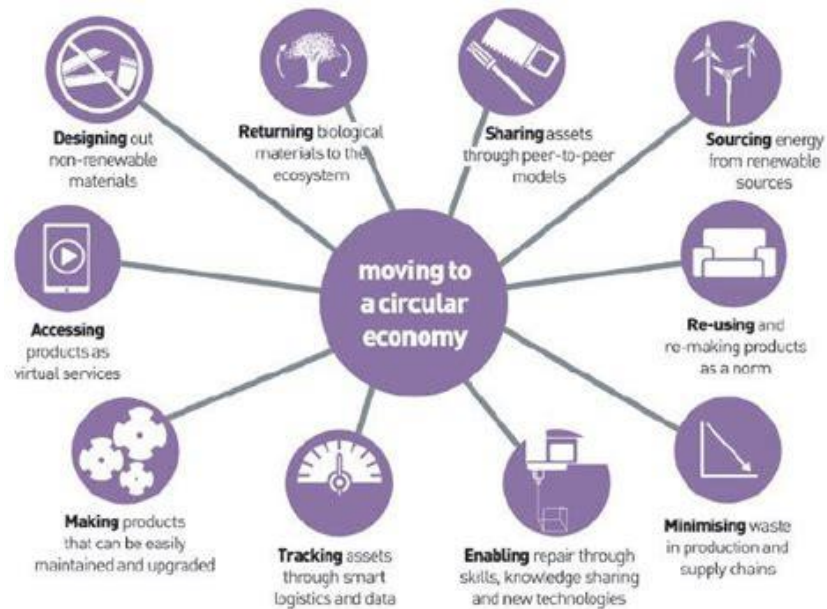 Designing out
non-renewable
materials
Returning biological
materials to the
ecosystem
Sharing assets
through peer-to-peer
models
Sourcing energy
from renewable
sources
moving to
a circular
economy
Accessing
products as
virtual services
Re-using and
re-making products
as a norm
Making products
that can be easily
maintained and upgraded
Tracking assets
through smart
logistics and data
Enabling repair through
skills, knowledge sharing
and new technologies
Minimising waste
in production and
supply chains